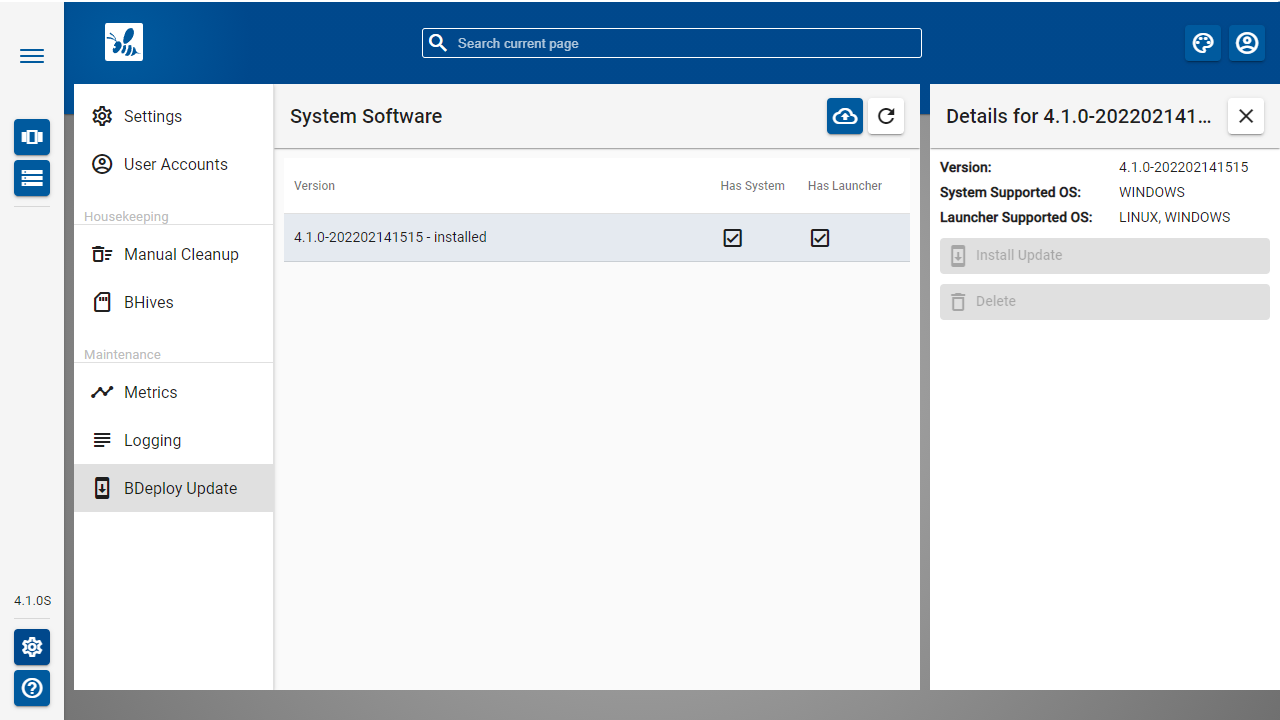 Search current page
Settings
User Accounts
Housekeeping
Manual Cleanup
BHives
Maintenance
Metrics
Logging
BDeploy Update
4.1.0S
System Software
Version Has System Has Launcher
4.1.0-202202141515 - installed
Details for 4.1.0-202202141...
Version: 4.1.0-202202141515
System Supported OS: WINDOWS
Launcher Supported OS: LINUX, WINDOWS
Install Update
Delete